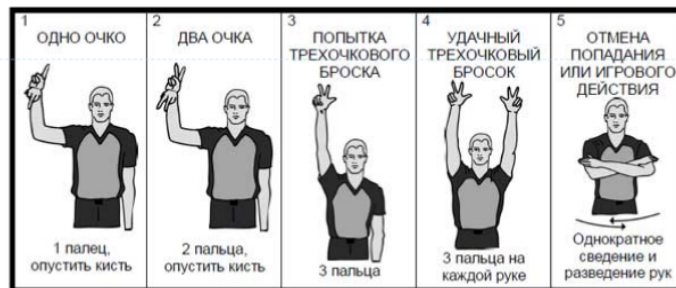 1
ОДНО ОЧКО
1 палец,
опустить кисть
2
ДВА ОЧКА
2 пальца,
опустить кисть
3
ПОПЫТКА
ТРЕХОЧКОВОГО
БРОСКА
3 пальца
4
УДАЧНЫЙ
ТРЕХОЧКОВЫЙ
БРОСОК
3 пальца на
каждой руке
5
ОТМЕНА
ПОПАДАНИЯ
ИЛИ ИГРОВОГО
ДЕЙСТВИЯ
Однократное
сведение и
разведение рук